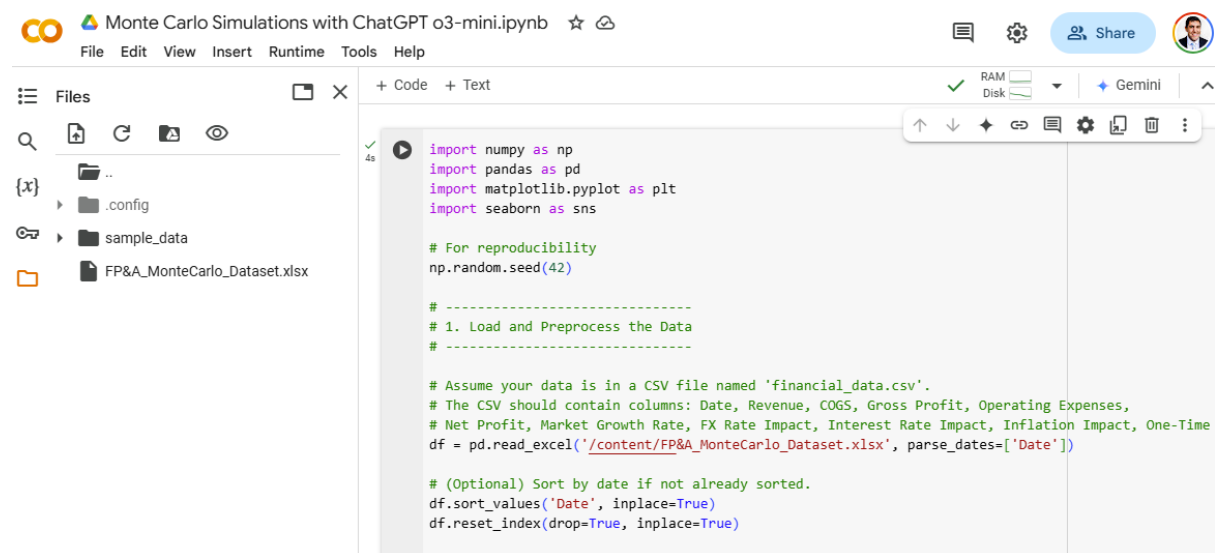 Monte Carlo Simulations with ChatGPT o3-mini.ipynb
File Edit View Insert Runtime Tools Help
Share
Files
+ Code + Text
RAM
Disk
Gemini
..
{x}
.config
sample_data
FP&A_MonteCarlo_Dataset.xlsx
4s
import numpy as np
import pandas as pd
import matplotlib.pyplot as plt
import seaborn as sns
# For reproducibility
np.random.seed(42)
# -------------------------------
# 1. Load and Preprocess the Data
# -------------------------------
# Assume your data is in a CSV file named 'financial_data.csv'.
# The CSV should contain columns: Date, Revenue, COGS, Gross Profit, Operating Expenses,
# Net Profit, Market Growth Rate, FX Rate Impact, Interest Rate Impact, Inflation Impact, One-Time
df = pd.read_excel('/content/FP&A_MonteCarlo_Dataset.xlsx', parse_dates=['Date'])
# (Optional) Sort by date if not already sorted.
df.sort_values('Date', inplace=True)
df.reset_index(drop=True, inplace=True)